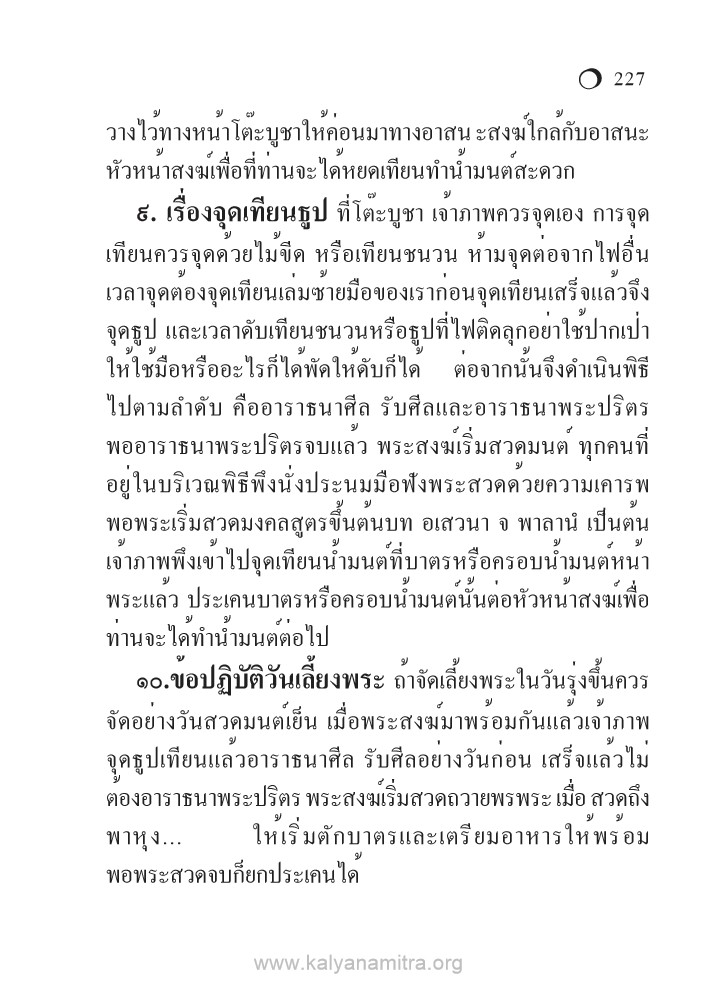 227
วางไว้ทางหน้าโต๊ะบูชาให้ค่อนมาทางอาสน ะสงฆ์ใกล้กับอาสนะ
หัวหน้าสงฆ์เพื่อที่ท่านจะได้หยดเทียนทำน้ำมนต์สะดวก
๙. เรื่องจุดเทียนธูป ที่โต๊ะบูชา เจ้าภาพควรจุดเอง การจุด
เทียนควรจุดด้วยไม้ขีด หรือเทียนชนวน ห้ามจุดต่อจากไฟอื่น
เวลาจุดต้องจุดเทียนเล่มซ้ายมือของเราก่อนจุดเทียนเสร็จแล้วจึง
จุดธูป และเวลาดับเทียนชนวนหรือธูปที่ไฟติดลุกอย่าใช้ปากเป่า
ให้ใช้มือหรืออะไรก็ได้พัดให้ดับก็ได้ ต่อจากนั้นจึงดำเนินพิธี
ไปตามลำดับ คืออาราธนาศีล รับศีลและอาราธนาพระปริตร
พออาราธนาพระปริตรจบแล้ว พระสงฆ์เริ่มสวดมนต์ ทุกคนที่
อยู่ในบริเวณพิธีพึงนั่งประนมมือฟังพระสวดด้วยความเคารพ
พอพระเริ่มสวดมงคลสูตรขึ้นต้นบท อเสวนา จ พาลานํ เป็นต้น
เจ้าภาพพึงเข้าไปจุดเทียนน้ำมนต์ที่บาตรหรือครอบน้ำมนต์หน้า
พระแล้ว ประเคนบาตรหรือครอบน้ำมนต์นั้นต่อหัวหน้าสงฆ์เพื่อ
ท่านจะได้ทำน้ำมนต์ต่อไป
๑๐.ข้อปฏิบัติวันเลี้ยงพระ ถ้าจัดเลี้ยงพระในวันรุ่งขึ้นควร
จัดอย่างวันสวดมนต์เย็น เมื่อพระสงฆ์มาพร้อมกันแล้วเจ้าภาพ
จุดธูปเทียนแล้วอาราธนาศีล รับศีลอย่างวันก่อน เสร็จแล้วไม่
ต้องอาราธนาพระปริตร พระสงฆ์เริ่มสวดถวายพรพระ เมื่อ สวดถึง
พาหุง... ให้เริ่มตักบาตรและเตรียมอาหารให้พร้อม
พอพระสวดจบก็ยกประเคนได้
www.kalyanamitra.org